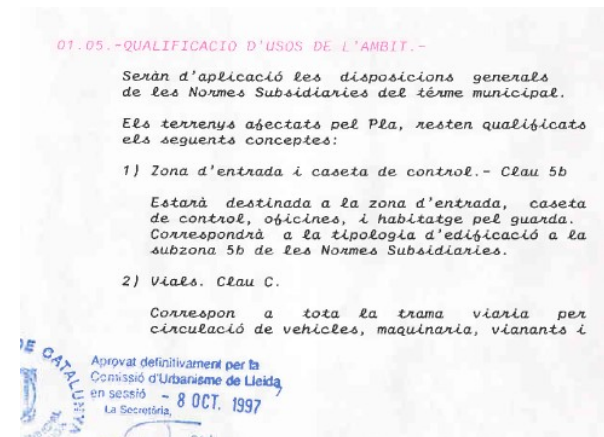 01.05.-QUALIFICACIO D'USOS DE L'AMBIT.-
Seràn d'aplicació les disposicions generals
de les Normes Subsidiaries del térme municipal.
Els terrenys afectats pel Pla, resten qualificats
els seguents conceptes:
1) Zona d'entrada i caseta de control.- Clau 5b
Estarà destinada a la zona d'entrada, caseta
de control, oficines, i habitatge pel guarda.
Correspondrà a la tipologia d'edificació a la
subzona 5b de les Normes Subsidiaries.
2) Vials. Clau C.
Correspon a tota la trama viaria per
circulació de vehicles, maquinaria, vianants i
DE CATALUNYA
Aprovat definitivament per la
Comissió d'Urbanisme de Lleida,
en sessió - 8 OCT. 1997
La Secretària,